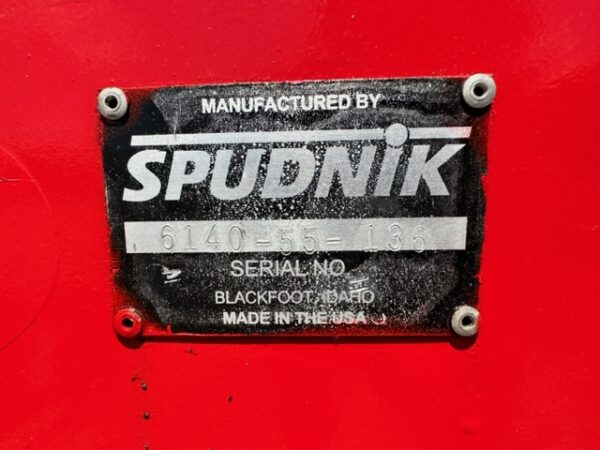 MANUFACTURED BY
SPUDNIK
6140-55-136
SERIAL NO
BLACKFOOT, IDAHO
MADE IN THE USA